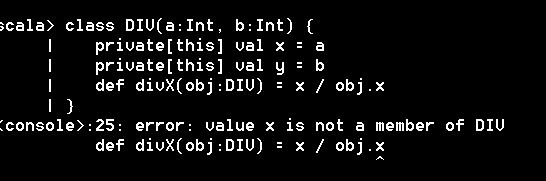 scala> class DIV(a:Int, b:Int) {
     |    private[this] val x = a
     |    private[this] val y = b
     |    def divX(obj:DIV) = x / obj.x
     | }
<console>:25: error: value x is not a member of DIV
          def divX(obj:DIV) = x / obj.x
                                      ^